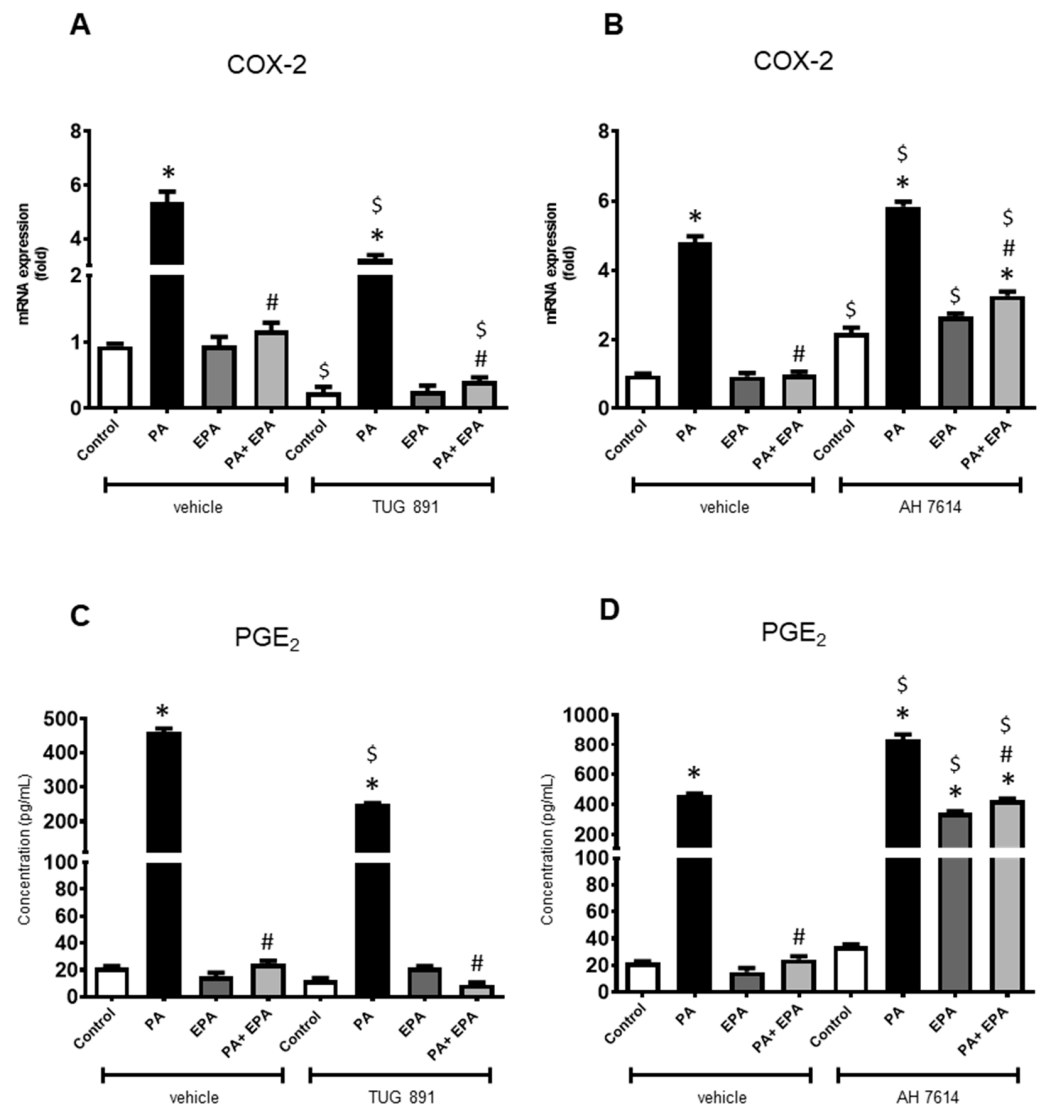 A
COX-2
mRNA expression
(fold)
8
6
4
2
1
0
*
#
$
$
*
$
#
Control
PA
EPA
PA+ EPA
Control
PA
EPA
PA+ EPA
vehicle
TUG 891
B
COX-2
mRNA expression
(fold)
8
6
4
2
0
*
#
$
$
*
$
$
#
*
Control
PA
EPA
PA+ EPA
Control
PA
EPA
PA+ EPA
vehicle
AH 7614
C
PGE2
Concentration (pg/mL)
500
400
300
200
100
80
60
40
20
0
*
#
$
*
#
Control
PA
EPA
PA+ EPA
Control
PA
EPA
PA+ EPA
vehicle
TUG 891
D
PGE2
Concentration (pg/mL)
1000
800
600
400
200
100
80
60
40
20
0
*
#
$
*
$
*
$
#
*
Control
PA
EPA
PA+ EPA
Control
PA
EPA
PA+ EPA
vehicle
AH 7614